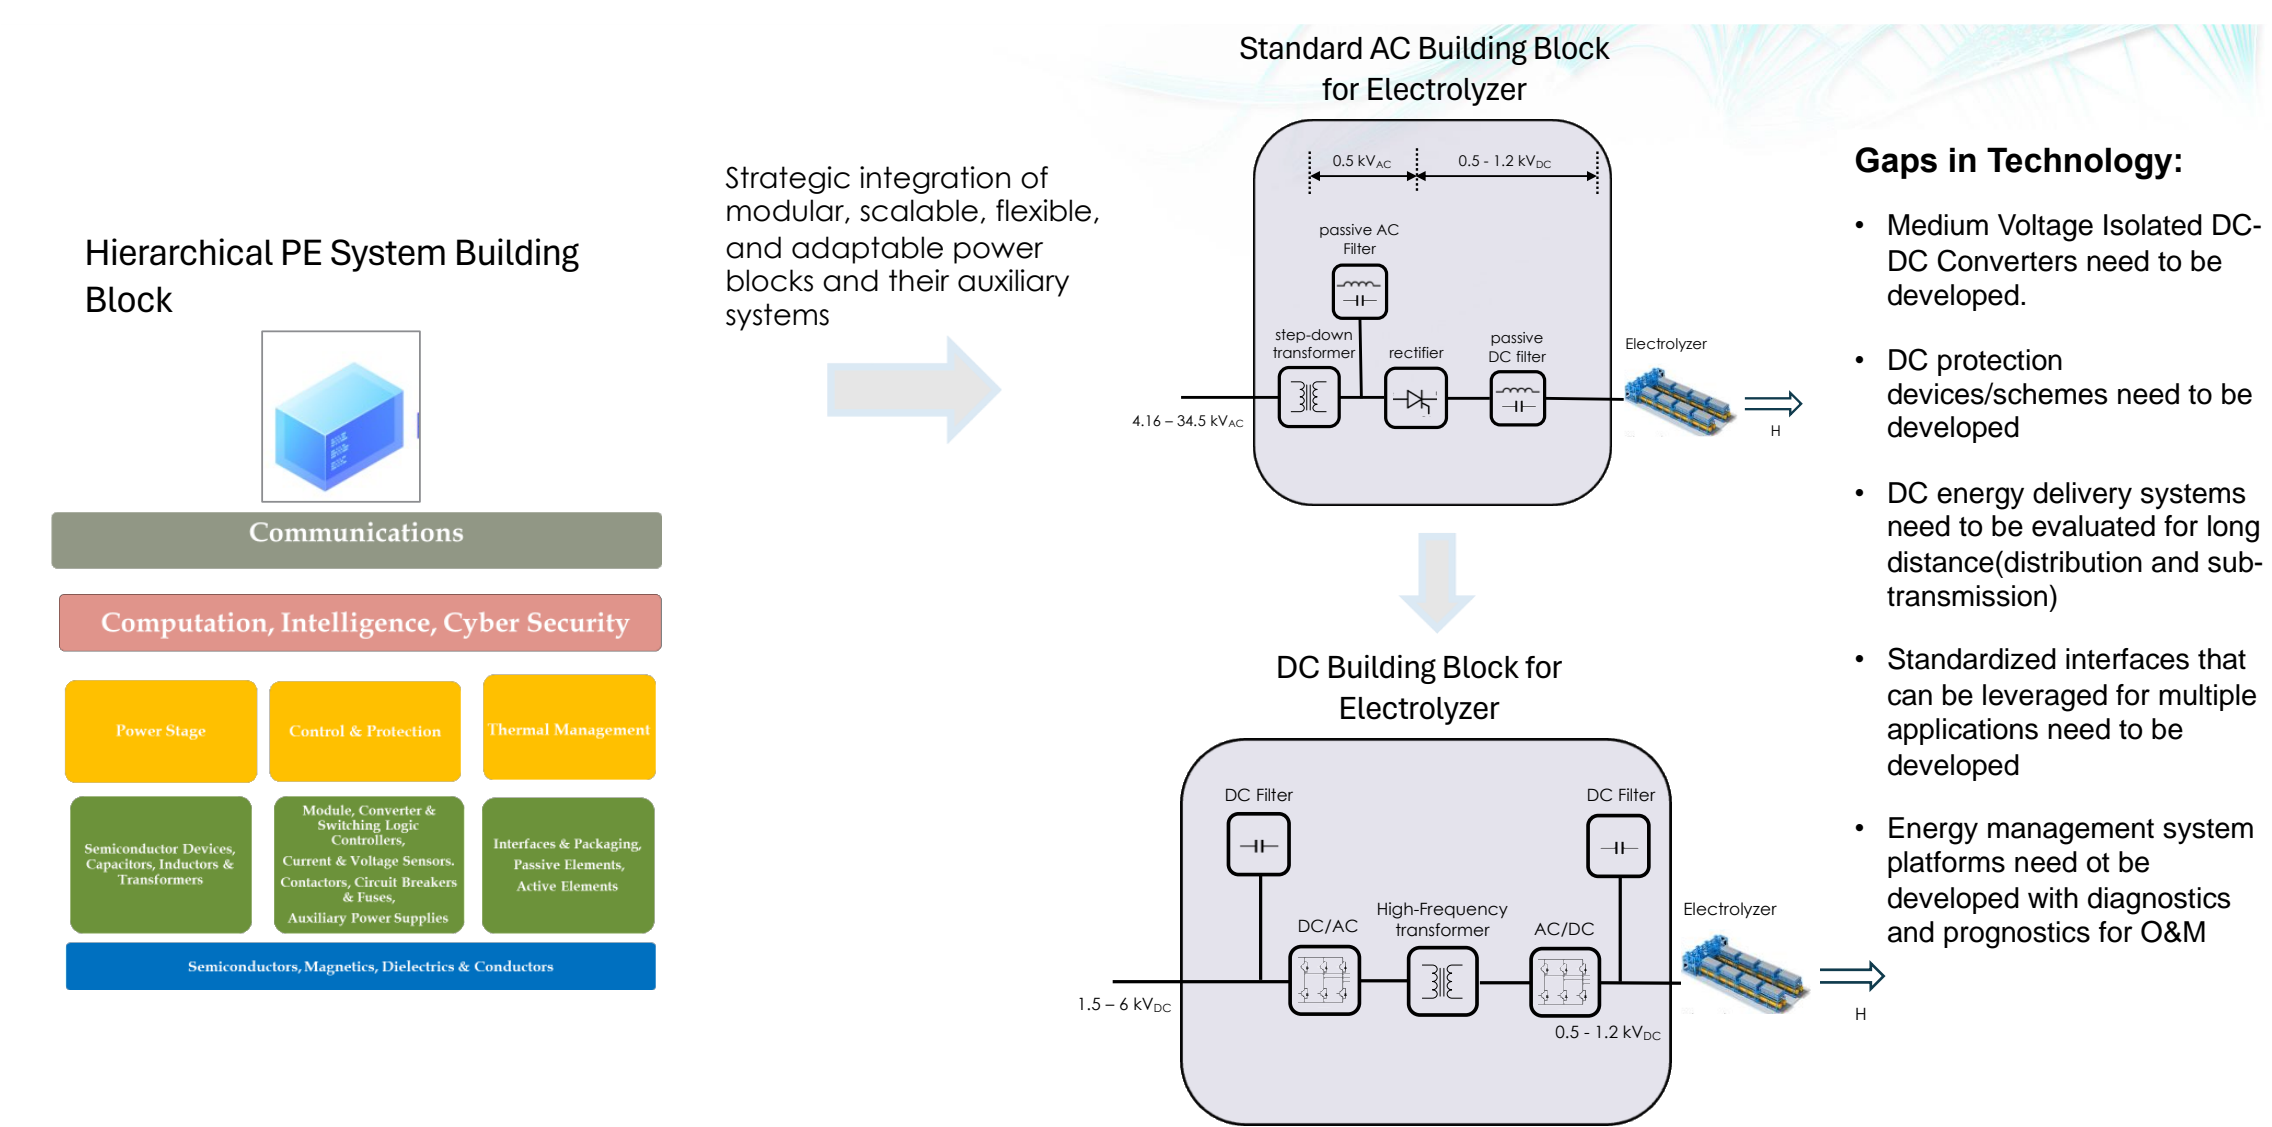 Hierarchical PE System Building
Block
Communications
Computation, Intelligence, Cyber Security
Power Stage
Control & Protection
Thermal Management
Semiconductor Devices,
Capacitors, Inductors &
Transformers
Module, Converter &
Switching Logic
Controllers,
Current & Voltage Sensors.
Contactors, Circuit Breakers
& Fuses,
Auxiliary Power Supplies
Interfaces & Packaging,
Passive Elements,
Active Elements
Semiconductors, Magnetics, Dielectrics & Conductors
Strategic integration of
modular, scalable, flexible,
and adaptable power
blocks and their auxiliary
systems
Standard AC Building Block
for Electrolyzer
0.5 kVAC
0.5 - 1.2 kVDC
passive AC
Filter
step-down
transformer
rectifier
passive
DC filter
Electrolyzer
4.16 – 34.5 kVAC
H
DC Building Block for
Electrolyzer
DC Filter
DC Filter
DC/AC
High-Frequency
transformer
AC/DC
Electrolyzer
1.5 – 6 kVDC
0.5 - 1.2 kVDC
H
Gaps in Technology:
• Medium Voltage Isolated DC-
DC Converters need to be
developed.
• DC protection
devices/schemes need to be
developed
• DC energy delivery systems
need to be evaluated for long
distance(distribution and sub-
transmission)
• Standardized interfaces that
can be leveraged for multiple
applications need to be
developed
• Energy management system
platforms need ot be
developed with diagnostics
and prognostics for O&M